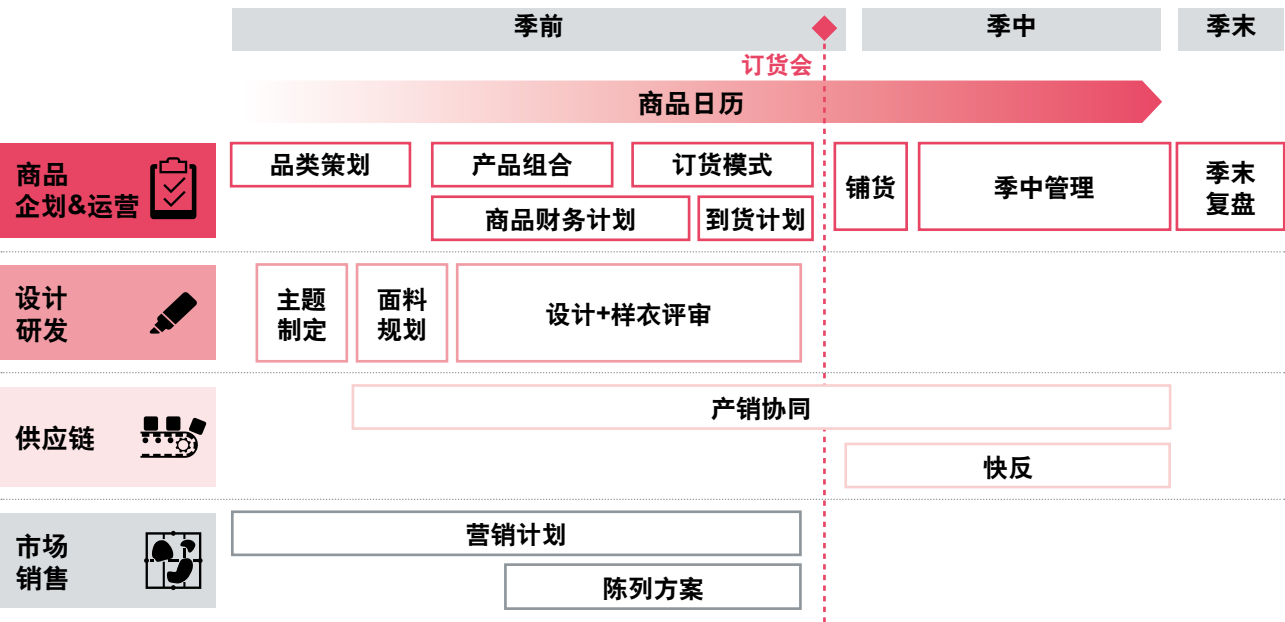 季前
季中
季末
订货会
商品日历
商品
企划&运营
品类策划
产品组合
订货模式
商品财务计划
到货计划
铺货
季中管理
季末
复盘
设计
研发
主题
制定
面料
规划
设计+样衣评审
供应链
产销协同
快反
市场
销售
营销计划
陈列方案